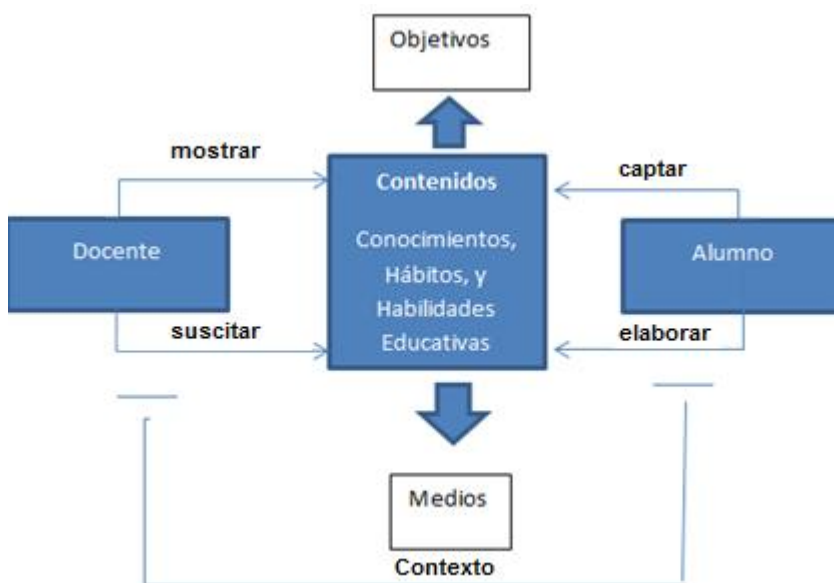 Objetivos
mostrar
captar
Contenidos
Docente
Conocimientos,
Hábitos, y
Habilidades
Educativas
Alumno
suscitar
elaborar
Medios
Contexto